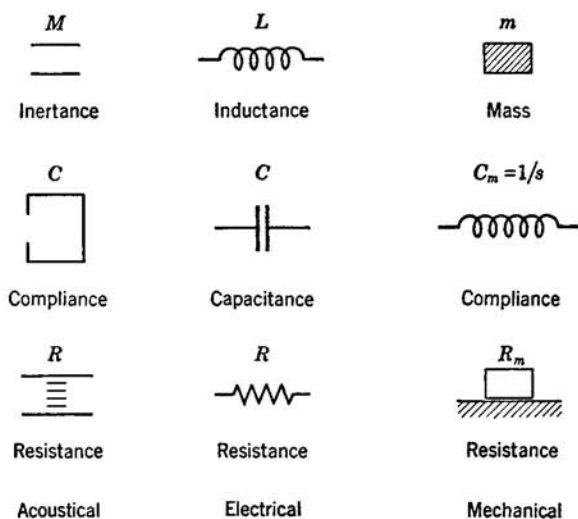 M L m
Inertance Inductance Mass
C C C_m = 1/s
Compliance Capacitance Compliance
R R R_m
Resistance Resistance Resistance
Acoustical Electrical Mechanical